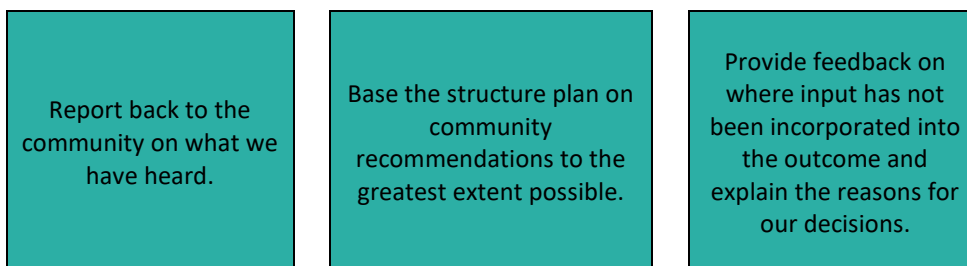 Report back to the
community on what we
have heard.
Base the structure plan on
community
recommendations to the
greatest extent possible.
Provide feedback on
where input has not
been incorporated into
the outcome and
explain the reasons for
our decisions.